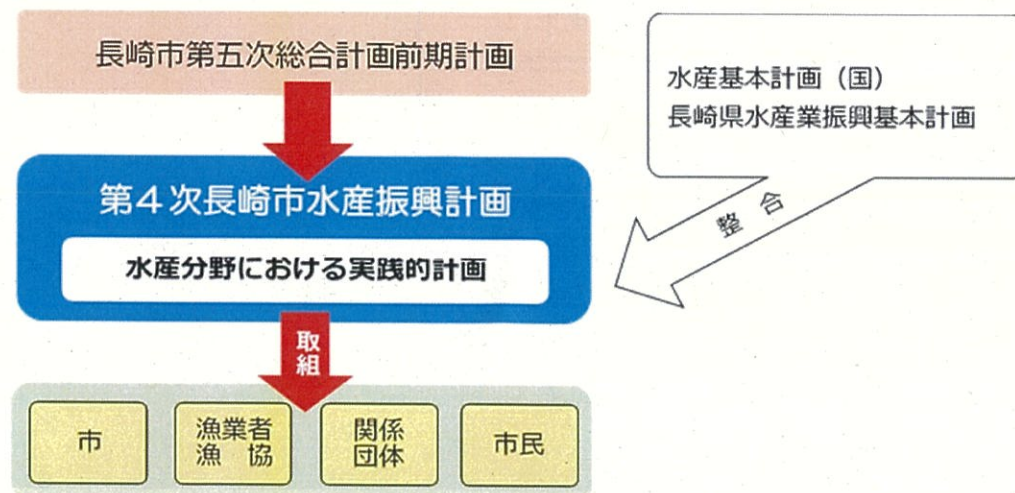 長崎市第五次総合計画前期計画
水産基本計画（国）
長崎県水産業振興基本計画
整合
第４次長崎市水産振興計画
水産分野における実践的計画
取組
市
漁業者
漁　協
関係
団体
市民